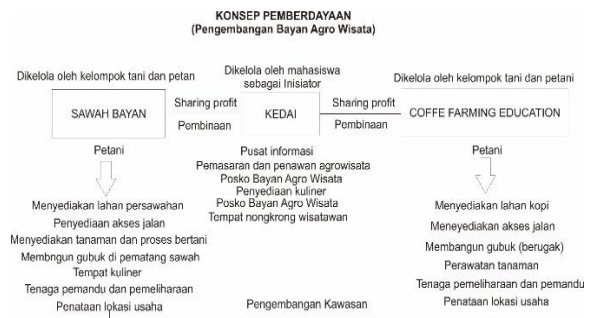 KONSEP PEMBERDAYAAN
(Pengembangan Bayan Agro Wisata)
Dikelola oleh kelompok tani dan petan
SAWAH BAYAN
Petani
Menyediakan lahan persawahan
Penyediaan akses jalan
Menyediakan tanaman dan proses bertani
Membngun gubuk di pematang sawah
Tempat kuliner
Tenaga pemandu dan pemeliharaan
Penataan lokasi usaha
Sharing profit
Pembinaan
Dikelola oleh mahasiswa
sebagai Inisiator
KEDAI
Pusat informasi
Pemasaran dan penawan agrowisata
Posko Bayan Agro Wisata
Penyediaan kuliner
Posko Bayan Agro Wisata
Tempat nongkrong wisatawan
Pengembangan Kawasan
Sharing profit
Pembinaan
Dikelola oleh kelompok tani dan petani
COFFE FARMING EDUCATION
Petani
Menyediakan lahan kopi
Meneyediakan akses jalan
Membangun gubuk (berugak)
Perawatan tanaman
Tenaga pemeliharaan dan pemandu
Penataan lokasi usaha